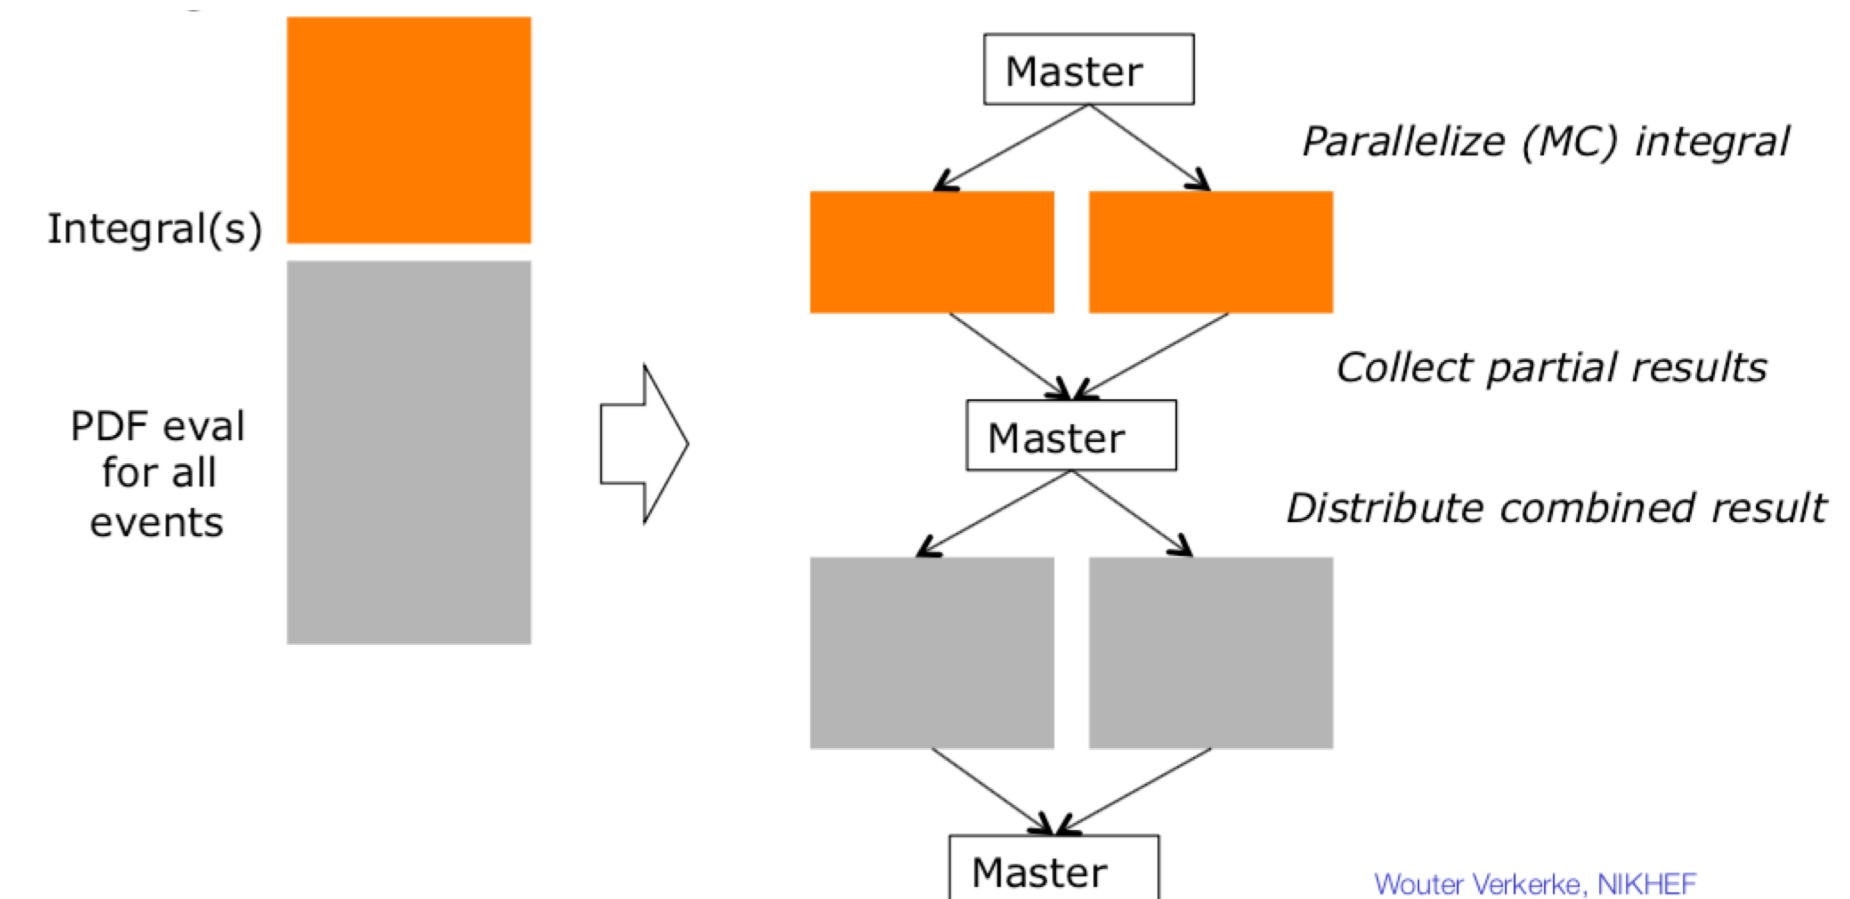 Master
Parallelize (MC) integral
Integral(s)
Collect partial results
PDF eval
for all
events
Master
Distribute combined result
Master
Wouter Verkerke, NIKHEF